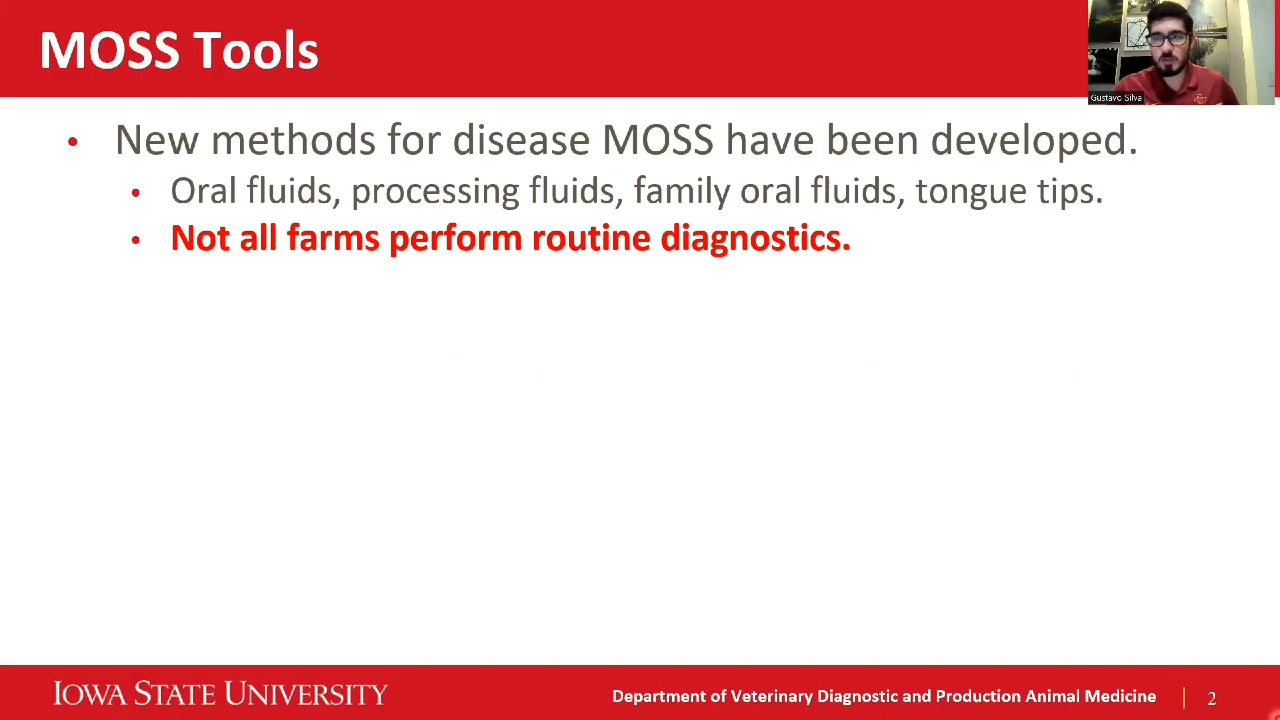 MOSS Tools
Gustavo Silva
• New methods for disease MOSS have been developed.
• Oral fluids, processing fluids, family oral fluids, tongue tips.
• Not all farms perform routine diagnostics.
IOWA STATE UNIVERSITY
Department of Veterinary Diagnostic and Production Animal Medicine | 2